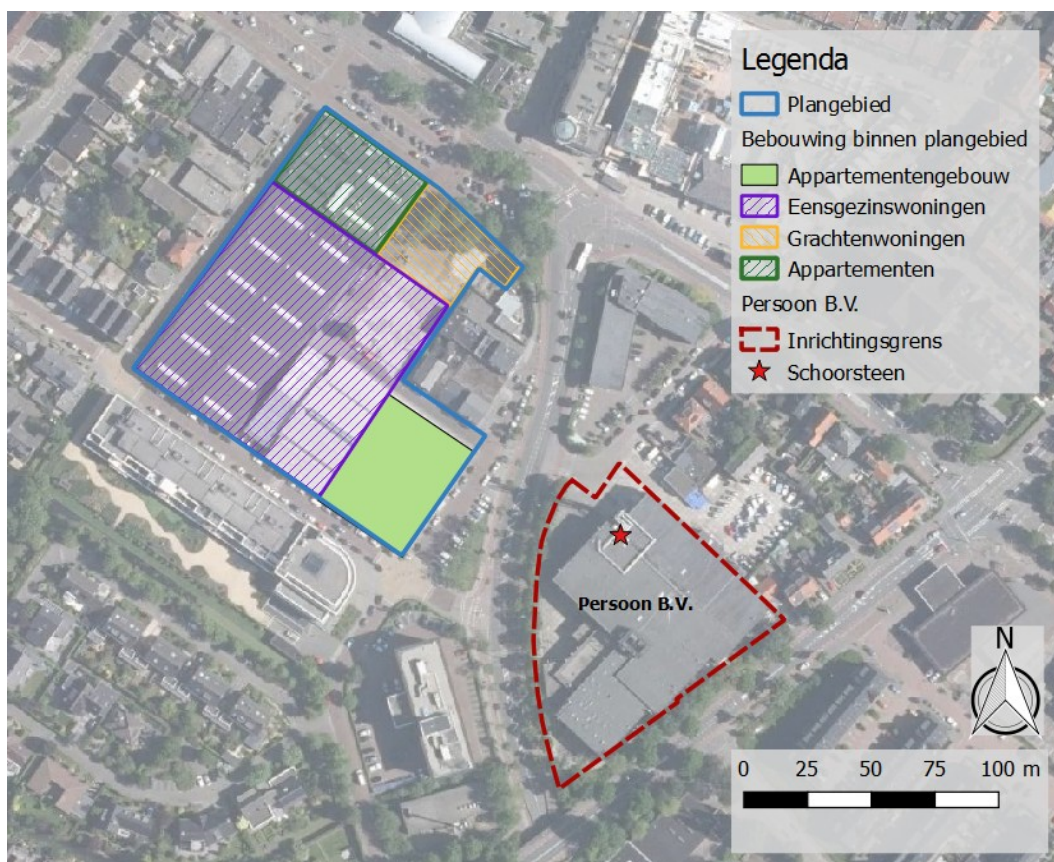 Legenda
Plangebied
Bebouwing binnen plangebied
Appartementengebouw
Eensgezinswoningen
Grachtenwoningen
Appartementen
Persoon B.V.
Inrichtingsgrens
Schoorsteen
Persoon B.V.
N
0 25 50 75 100 m